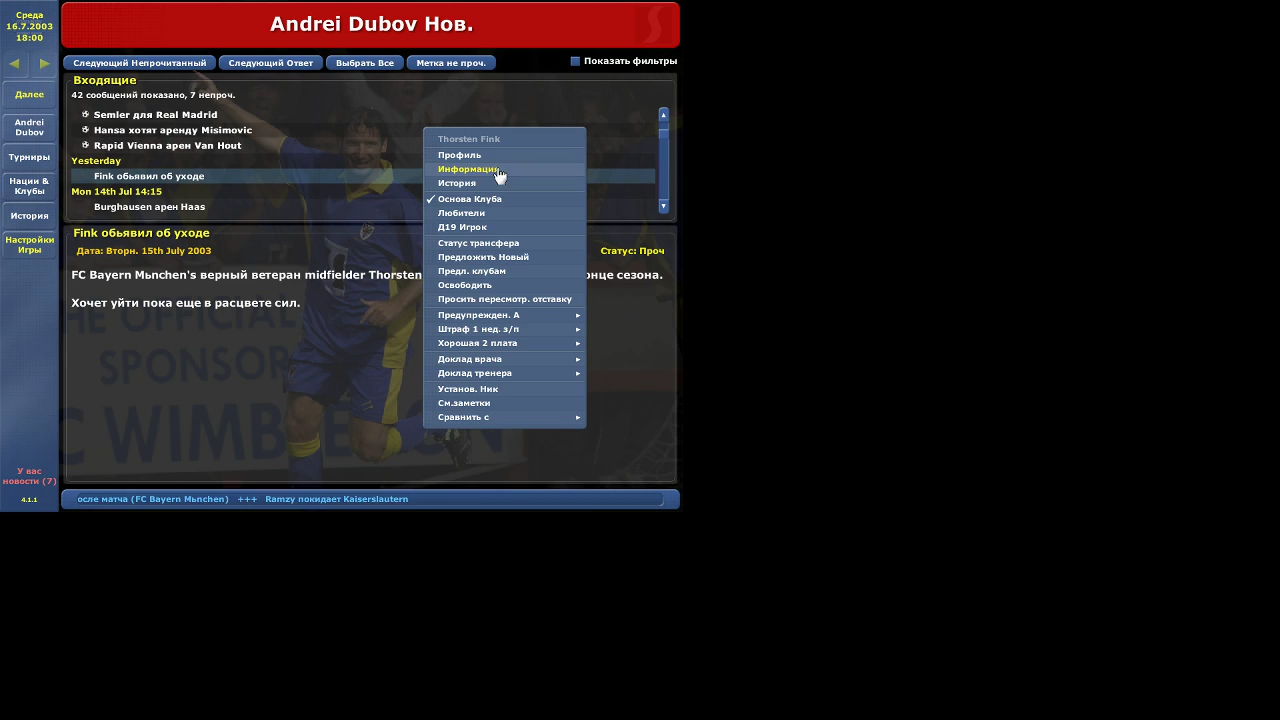 Среда
16.7.2003
18:00
Andrei Dubov Нов.
Далее
Andrei
Dubov
Турниры
Нации &
Клубы
История
Настройки
Игры
У вас
новости (7)
4.1.1
Следующий Непрочитанный
Следующий Ответ
Выбрать Все
Метка не проч.
Показать фильтры
Входящие
42 сообщений показано, 7 непроч.
Semler для Real Madrid
Hansa хотят аренду Misimovic
Rapid Vienna арен Van Hout
Yesterday
Fink обьявил об уходе
Mon 14th Jul 14:15
Burghausen арен Haas
Fink обьявил об уходе
Дата: Вторн. 15th July 2003
Статус: Проч
FC Bayern Mьnchen's верный ветеран midfielder Thorsten
онце сезона.
Хочет уйти пока еще в расцвете сил.
Thorsten Fink
Профиль
Информация
История
Основа Клуба
Любители
Д19 Игрок
Статус трансфера
Предложить Новый
Предл. клубам
Освободить
Просить пересмотр. отставку
Предупрежден. А
Штраф 1 нед. з/п
Хорошая 2 плата
Доклад врача
Доклад тренера
Установ. Ник
См.заметки
Сравнить с
THE OFFICIAL
SPONSOR
FC WIMBLEDON
осле матча (FC Bayern Mьnchen) +++ Ramzy покидает Kaiserslautern